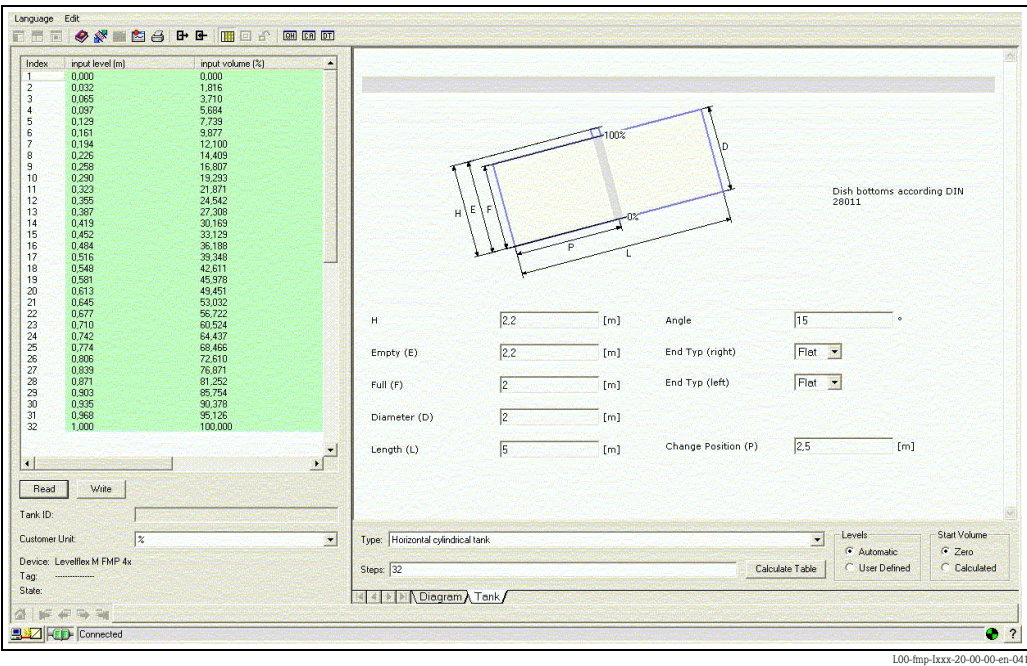 Language Edit
DH CA DT
Index input level (m) input volume (%)
1 0,000 0,000
2 0,032 1,816
3 0,065 3,710
4 0,097 5,684
5 0,129 7,739
6 0,161 9,877
7 0,194 12,100
8 0,226 14,409
9 0,258 16,807
10 0,290 19,293
11 0,323 21,871
12 0,355 24,542
13 0,387 27,308
14 0,419 30,169
15 0,452 33,129
16 0,484 36,188
17 0,516 39,348
18 0,548 42,611
19 0,581 45,978
20 0,613 49,451
21 0,645 53,032
22 0,677 56,722
23 0,710 60,524
24 0,742 64,437
25 0,774 68,466
26 0,806 72,610
27 0,839 76,871
28 0,871 81,252
29 0,903 85,754
30 0,935 90,378
31 0,968 95,126
32 1,000 100,000
Read Write
Tank ID:
Customer Unit: %
Device: Levelflex M FMP 4x
Tag: ---------------
State:
100%
D
H E F
0%
P
L
Dish bottoms according DIN
28011
H 2,2 [m] Angle 15 °
Empty (E) 2,2 [m] End Typ (right) Flat
Full (F) 2 [m] End Typ (left) Flat
Diameter (D) 2 [m]
Length (L) 5 [m] Change Position (P) 2,5 [m]
Type: Horizontal cylindrical tank
Steps: 32 Calculate Table
Levels
Automatic
User Defined
Start Volume
Zero
Calculated
Diagram Tank
Connected
L00-fmp-Ixxx-20-00-00-en-041